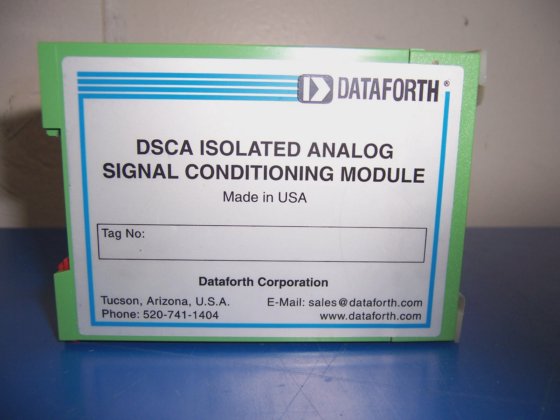 DATAFORTH®
DSCA ISOLATED ANALOG
SIGNAL CONDITIONING MODULE
Made in USA
Tag No:
Dataforth Corporation
Tucson, Arizona, U.S.A. E-Mail: sales@dataforth.com
Phone: 520-741-1404 www.dataforth.com